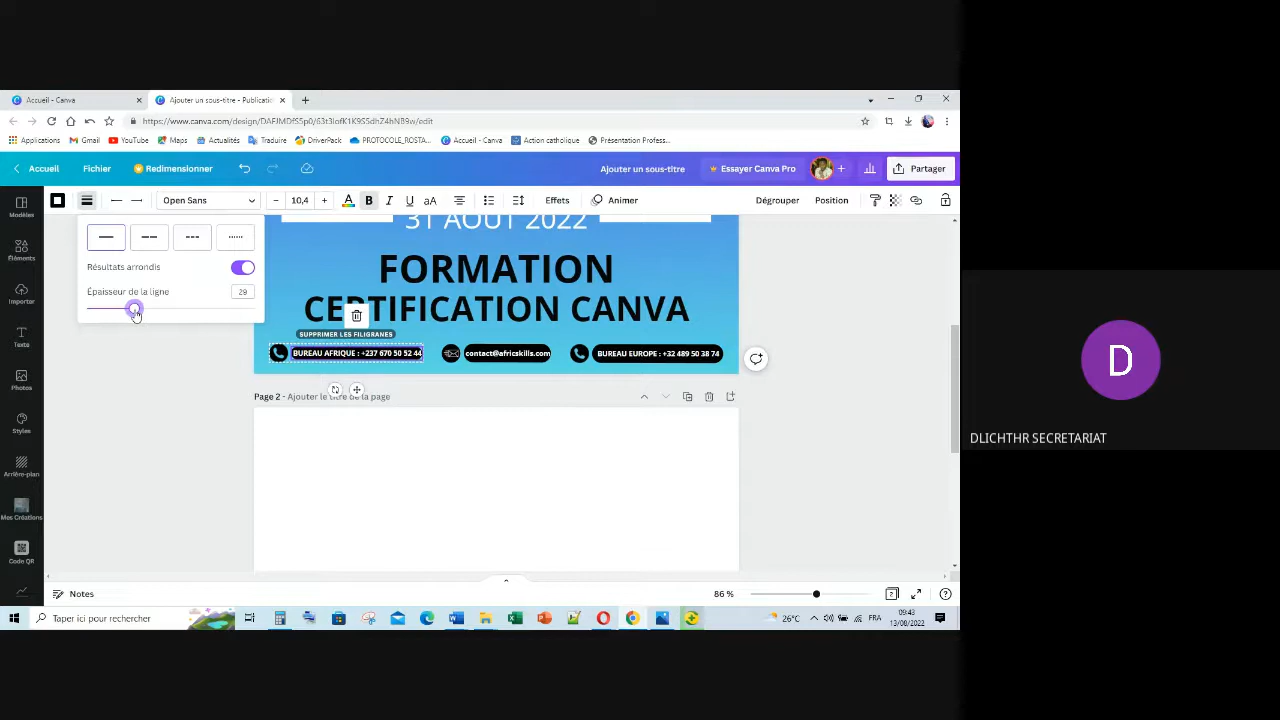 Accueil - Canva
Ajouter un sous-titre - Publicatio
https://www.canva.com/design/DAFJMDfS5p0/63t3lofK1K9S5dhZ4hNB9w/edit
Applications
Gmail
YouTube
Maps
Actualités
Traduire
DriverPack
PROTOCOLE_ROSTA...
Accueil - Canva
Action catholique
Présentation Profess...
Accueil
Fichier
Redimensionner
Ajouter un sous-titre
Essayer Canva Pro
Partager
Open Sans
10,4
B
I
U
aA
Effets
Animer
Dégrouper
Position
Modèles
Éléments
Importer
Texte
Photos
Styles
Arrière-plan
Mes Créations
Code QR
Résultats arrondis
Épaisseur de la ligne
29
31 AOUT 2022
FORMATION
CERTIFICATION CANVA
SUPPRIMER LES FILIGRANES
BUREAU AFRIQUE : +237 670 50 52 44
contact@africskills.com
BUREAU EUROPE : +32 489 50 38 74
Page 2 - Ajouter le titre de la page
Notes
86 %
2
Taper ici pour rechercher
26°C
FRA
09:43
13/08/2022
D
DLICHTHR SECRETARIAT